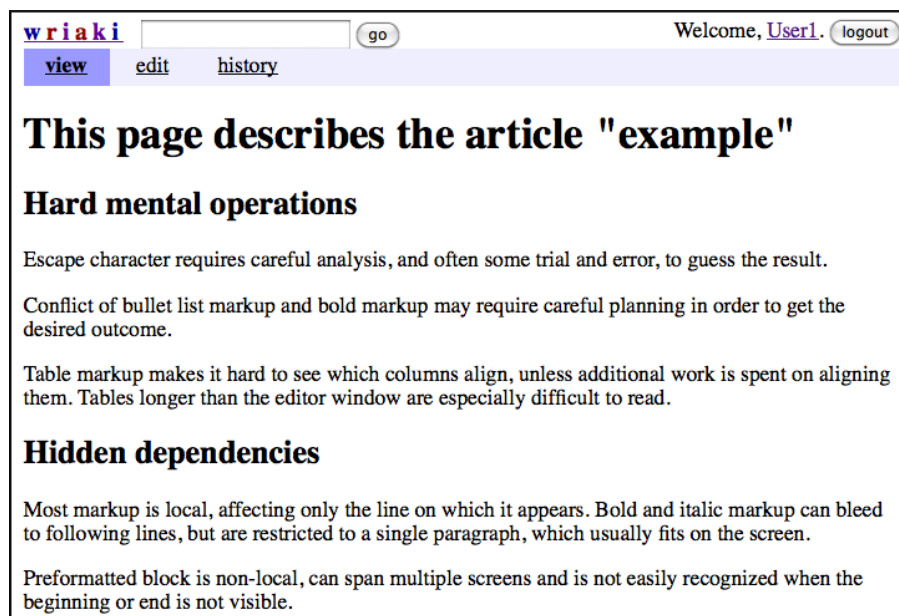 wriaki go Welcome, User1. logout
view edit history
This page describes the article "example"
Hard mental operations
Escape character requires careful analysis, and often some trial and error, to guess the result.
Conflict of bullet list markup and bold markup may require careful planning in order to get the
desired outcome.
Table markup makes it hard to see which columns align, unless additional work is spent on aligning
them. Tables longer than the editor window are especially difficult to read.
Hidden dependencies
Most markup is local, affecting only the line on which it appears. Bold and italic markup can bleed
to following lines, but are restricted to a single paragraph, which usually fits on the screen.
Preformatted block is non-local, can span multiple screens and is not easily recognized when the
beginning or end is not visible.